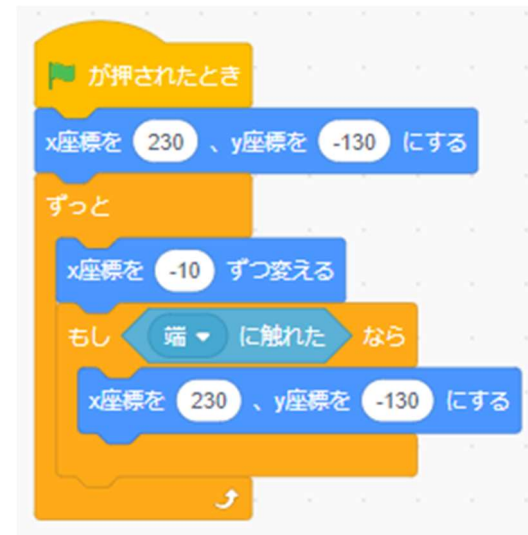 が押されたとき
x座標を 230 、y座標を -130 にする
ずっと
x座標を -10 ずつ変える
もし 端 に触れた なら
x座標を 230 、y座標を -130 にする